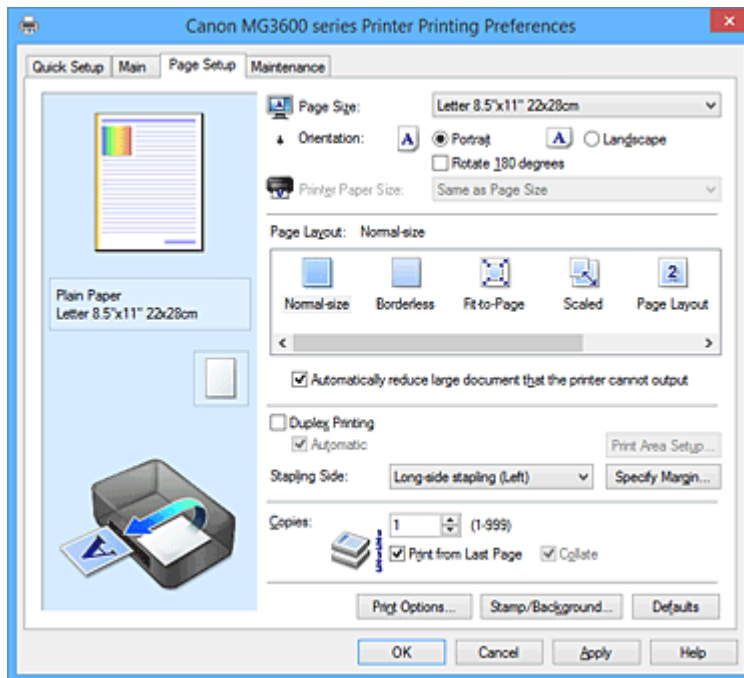 Canon MG3600 series Printer Printing Preferences
Quick Setup Main Page Setup Maintenance
Page Size: Letter 8.5"x11" 22x28cm
Orientation: A Portrait A Landscape
Rotate 180 degrees
Printer Paper Size: Same as Page Size
Page Layout: Normal-size
2
Normal-size Borderless Fit-to-Page Scaled Page Layout
Plain Paper
Letter 8.5"x11" 22x28cm
Automatically reduce large document that the printer cannot output
Duplex Printing
Automatic Print Area Setup...
Stapling Side: Long-side stapling (Left) Specify Margin...
Copies: 1 (1-999)
Print from Last Page Collate
A
Print Options... Stamp/Background... Defaults
OK Cancel Apply Help